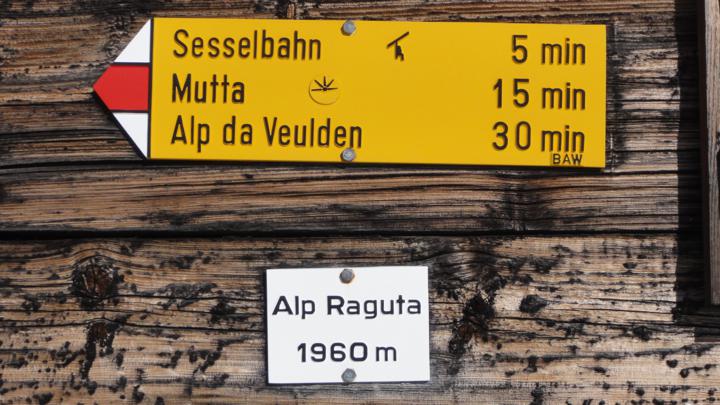 Sesselbahn 5 min
Mutta 15 min
Alp da Veulden 30 min
BAW
Alp Raguta
1960 m